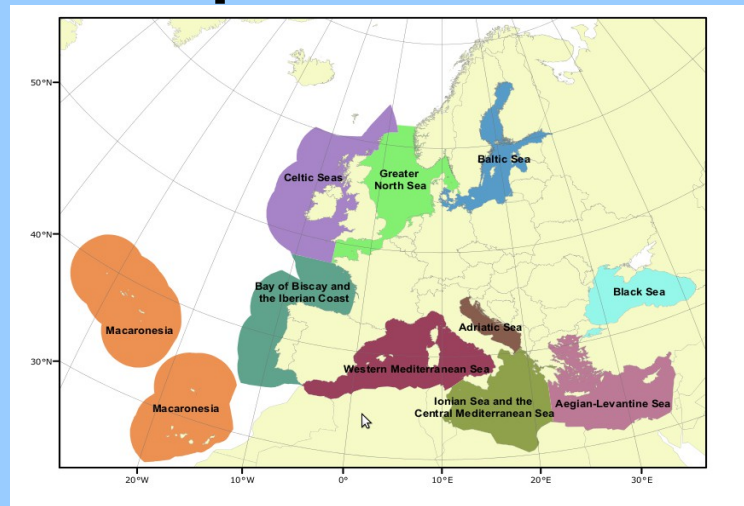 50°N
40°N
30°N
Celtic Seas
Greater
North Sea
Baltic Sea
Bay of Biscay and
the Iberian Coast
Black Sea
Macaronesia
Adriatic Sea
Western Mediterranean Sea
Macaronesia
Ionian Sea and the
Central Mediterranean Sea
Aegian-Levantine Sea
20°W
10°W
0°
10°E
20°E
30°E